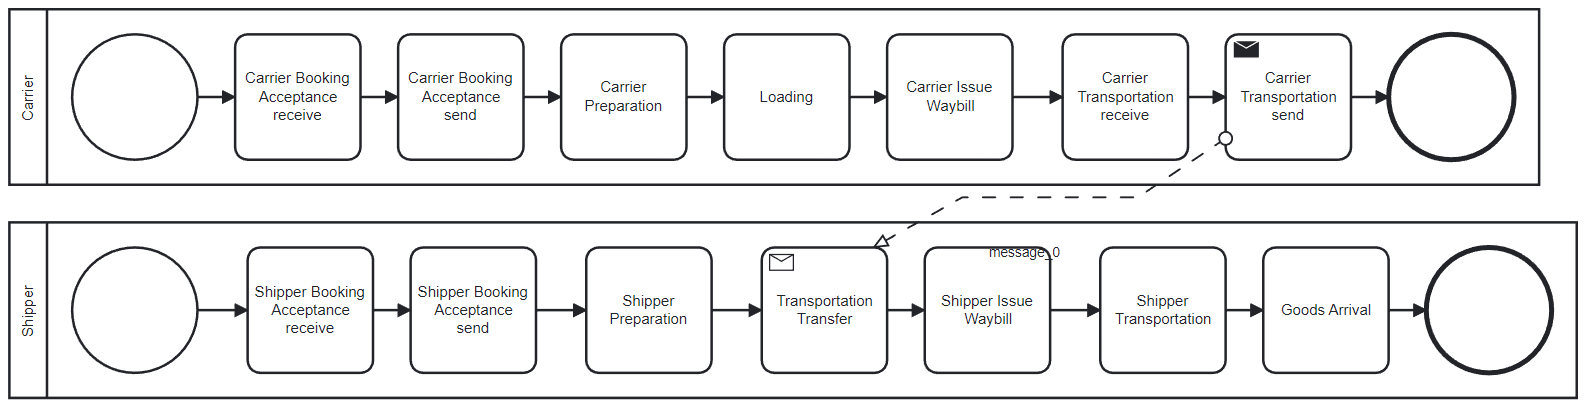 Carrier
Carrier Booking
Acceptance
receive
Carrier Booking
Acceptance
send
Carrier
Preparation
Loading
Carrier Issue
Waybill
Carrier
Transportation
receive
Carrier
Transportation
send
Shipper
Shipper Booking
Acceptance
receive
Shipper Booking
Acceptance
send
Shipper
Preparation
Transportation
Transfer
message_0
Shipper Issue
Waybill
Shipper
Transportation
Goods Arrival